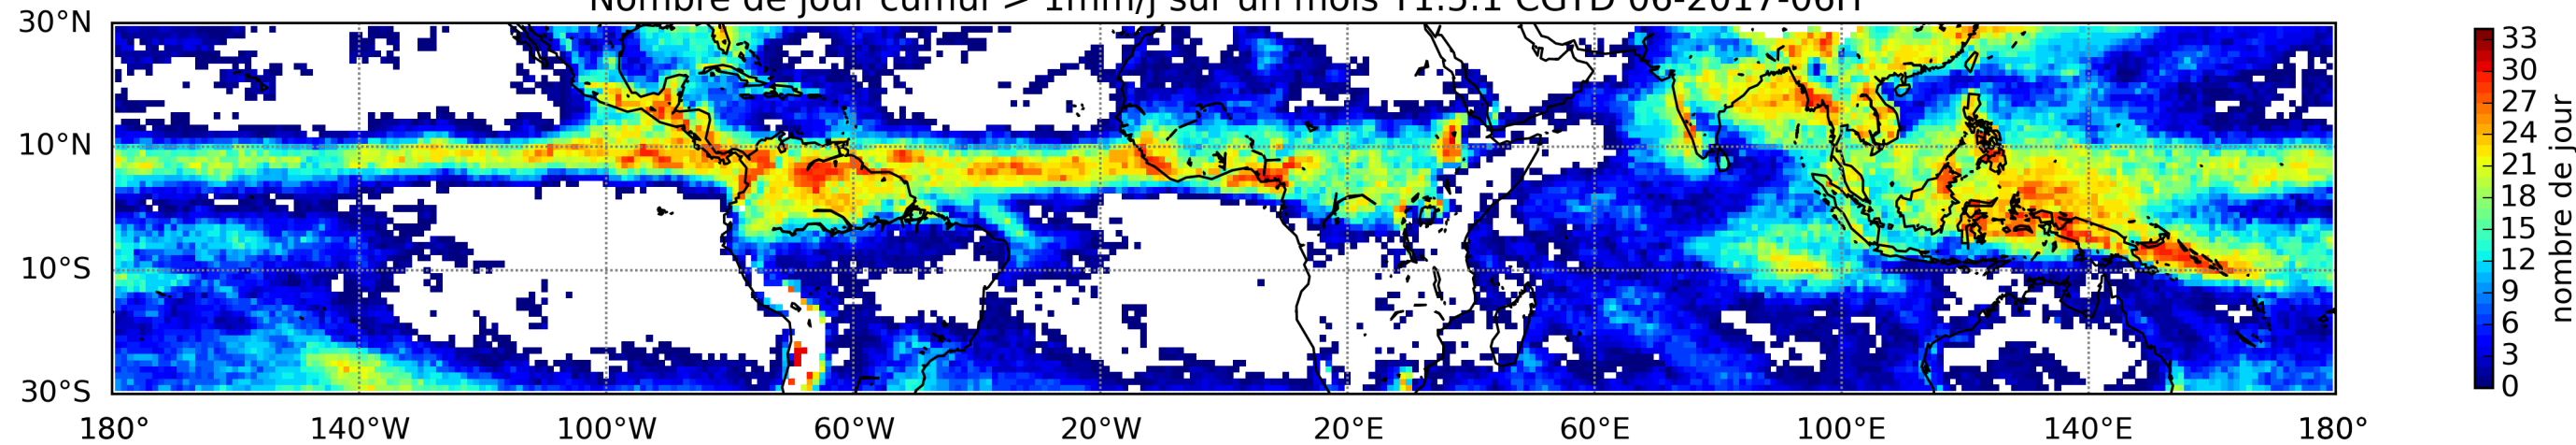 Nombre de jour cumul > 1mm/j sur un mois T1.5.1 CGTD 06-2017-06H
30°N
10°N
10°S
30°S
180° 140°W 100°W 60°W 20°W 20°E 60°E 100°E 140°E 180°
33
30
27
24
21
18
15
12
9
6
3
0
nombre de jour